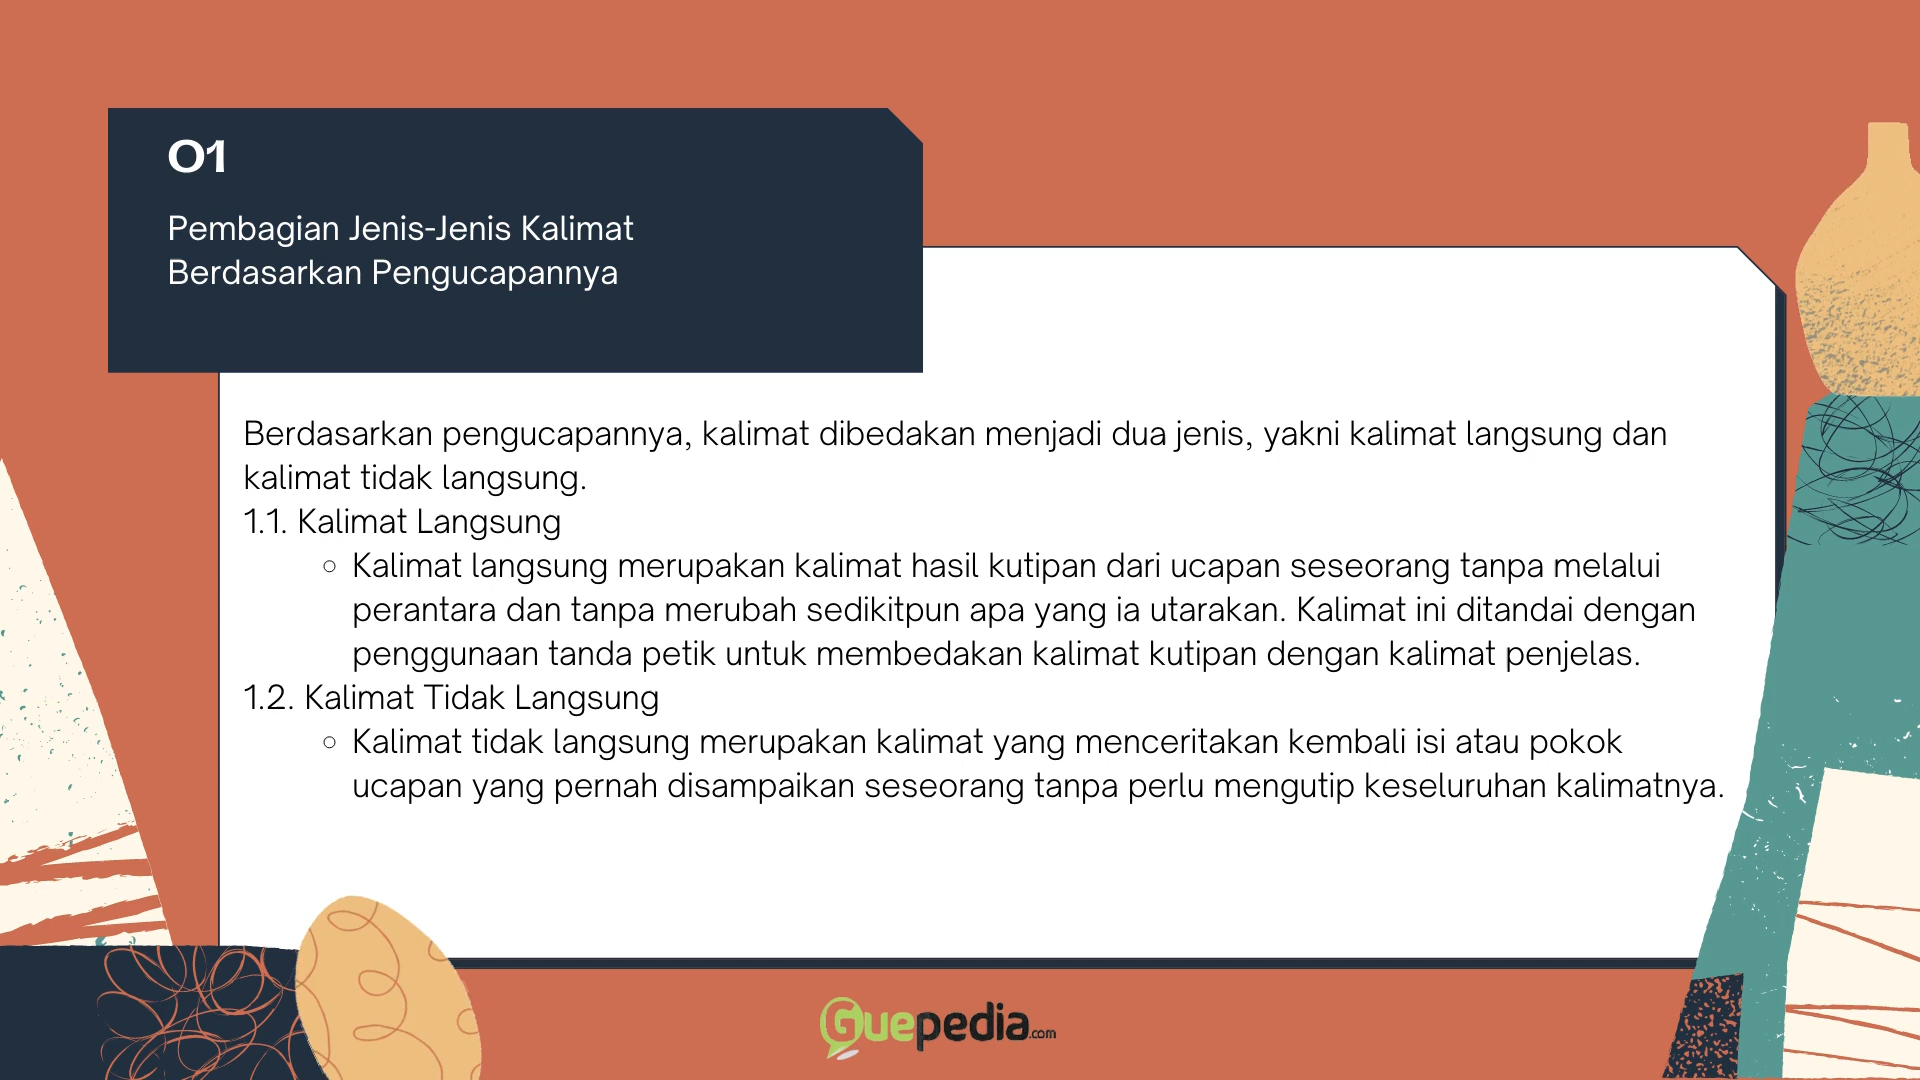 01
Pembagian Jenis-Jenis Kalimat
Berdasarkan Pengucapannya
Berdasarkan pengucapannya, kalimat dibedakan menjadi dua jenis, yakni kalimat langsung dan
kalimat tidak langsung.
1.1. Kalimat Langsung
◦ Kalimat langsung merupakan kalimat hasil kutipan dari ucapan seseorang tanpa melalui
perantara dan tanpa merubah sedikitpun apa yang ia utarakan. Kalimat ini ditandai dengan
penggunaan tanda petik untuk membedakan kalimat kutipan dengan kalimat penjelas.
1.2. Kalimat Tidak Langsung
◦ Kalimat tidak langsung merupakan kalimat yang menceritakan kembali isi atau pokok
ucapan yang pernah disampaikan seseorang tanpa perlu mengutip keseluruhan kalimatnya.
Guepedia.com